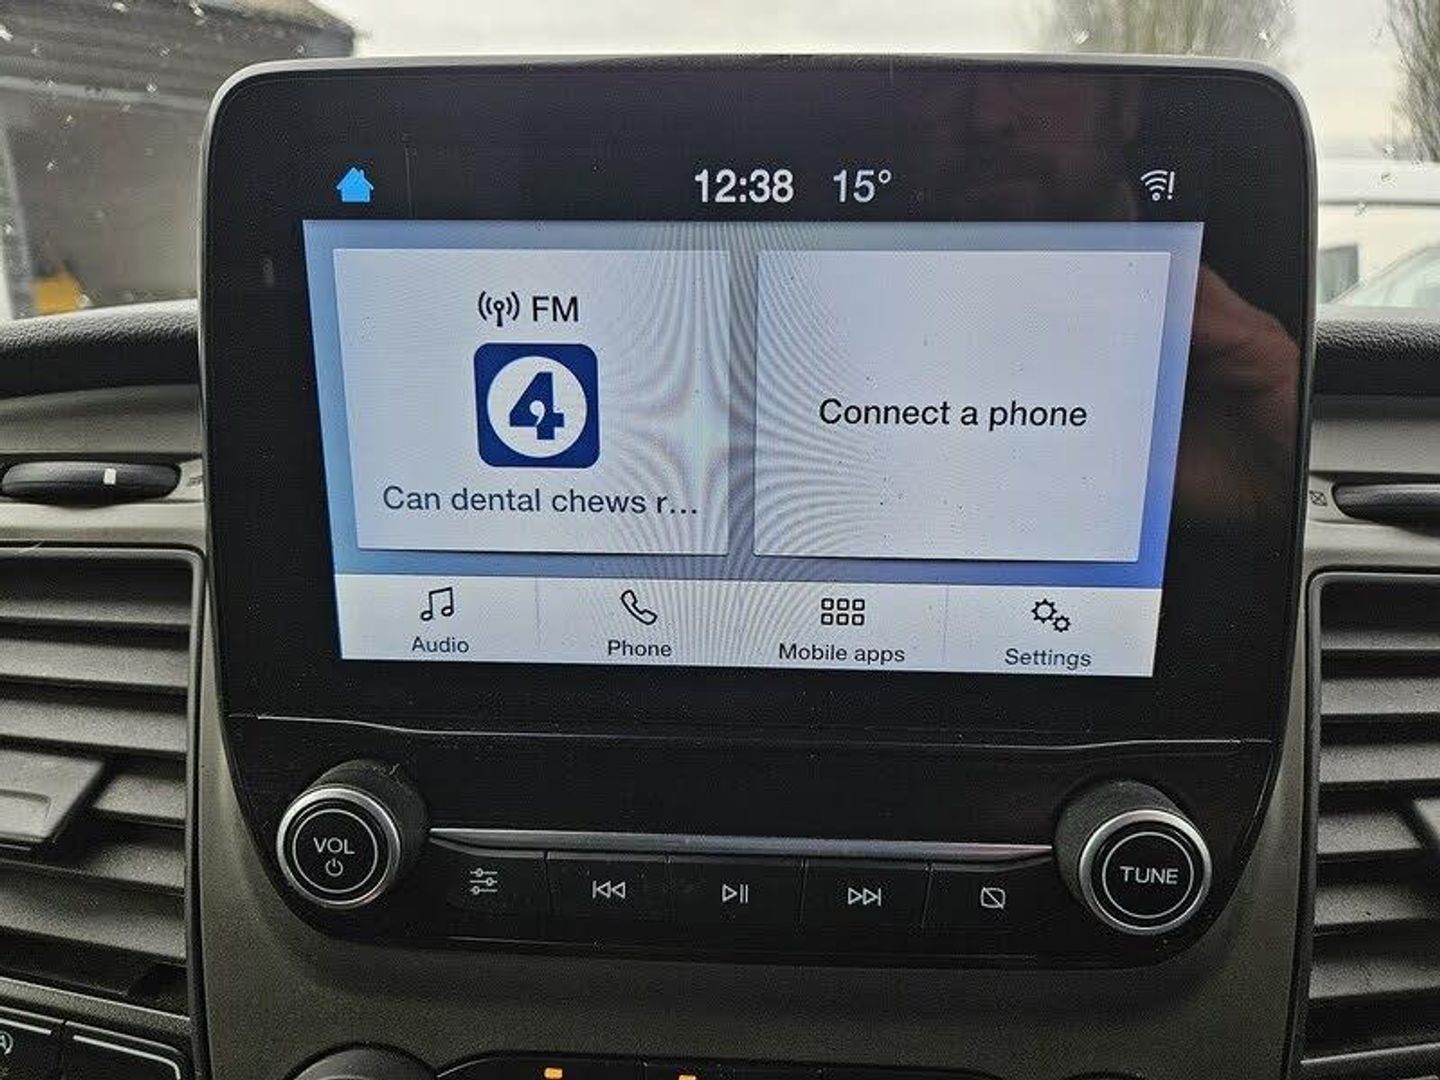 12:38 15°
FM
4
Can dental chews r...
Connect a phone
Audio
Phone
Mobile apps
Settings
VOL
TUNE